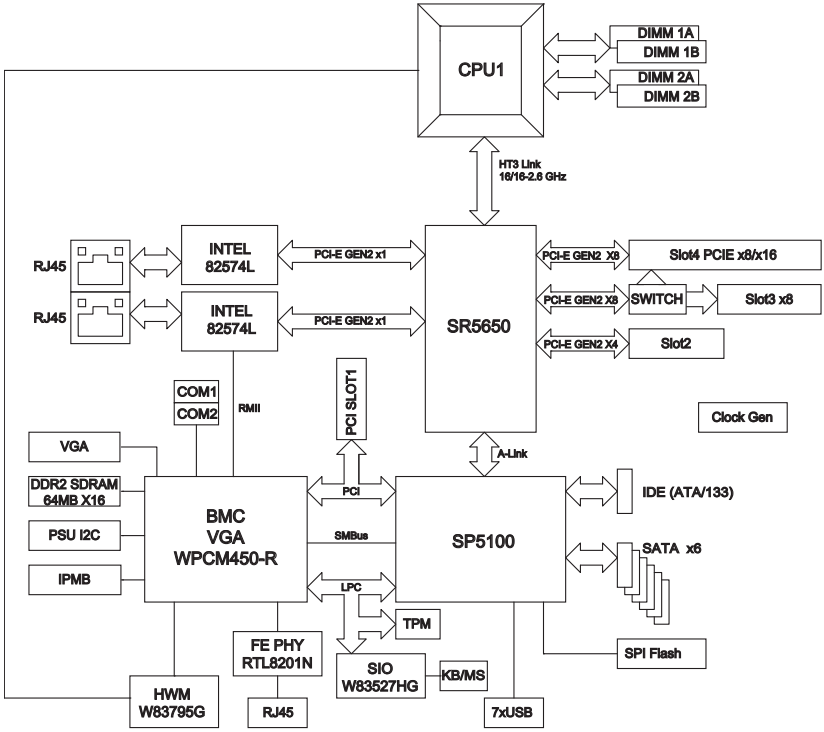 CPU1
DIMM 1A
DIMM 1B
DIMM 2A
DIMM 2B
HT3 Link
16/16-2.6 GHz
RJ45
INTEL
82574L
PCI-E GEN2 x1
RJ45
INTEL
82574L
PCI-E GEN2 x1
SR5650
PCI-E GEN2 X8
Slot4 PCIE x8/x16
PCI-E GEN2 X8
SWITCH
Slot3 x8
PCI-E GEN2 X4
Slot2
COM1
COM2
RMII
PCI SLOT1
Clock Gen
VGA
DDR2 SDRAM
64MB X16
PSU I2C
IPMB
BMC
VGA
WPCM450-R
PCI
SMBus
LPC
A-Link
SP5100
IDE (ATA/133)
SATA x6
TPM
FE PHY
RTL8201N
SIO
W83527HG
KB/MS
SPI Flash
HWM
W83795G
RJ45
7xUSB